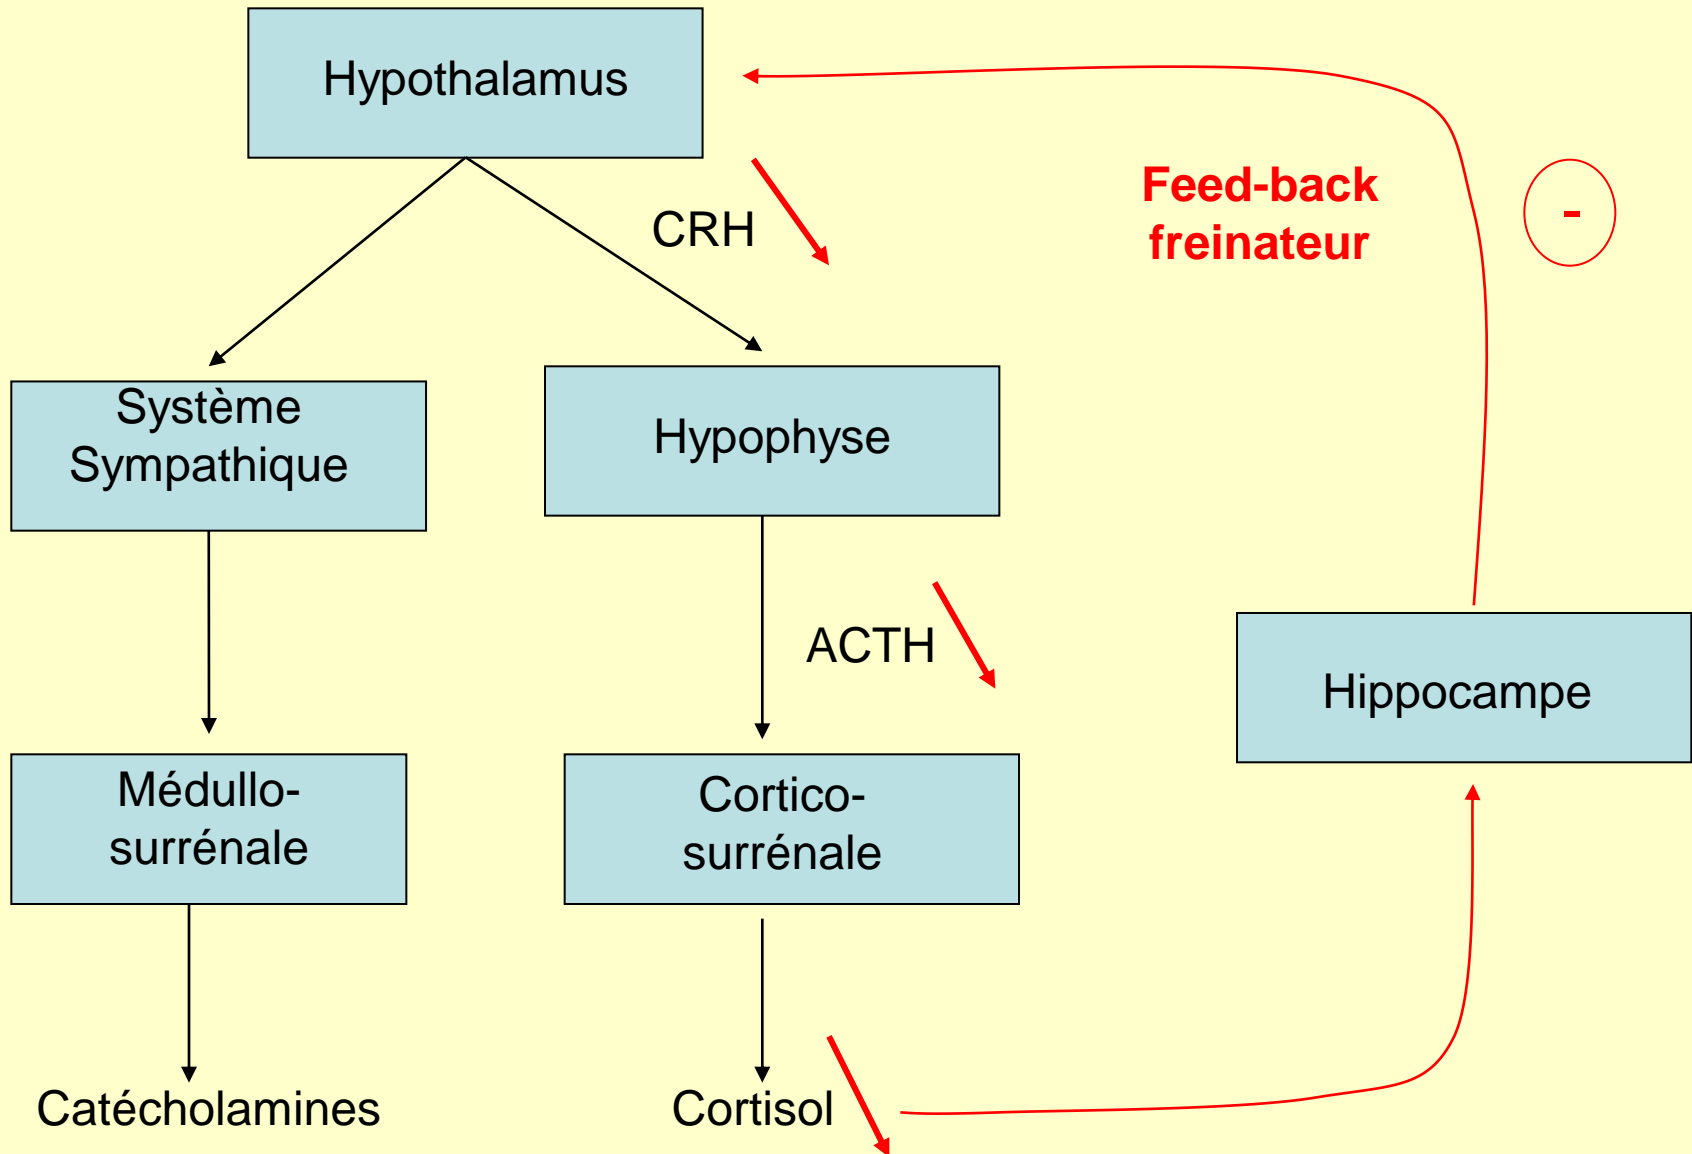 Hypothalamus
CRH
Feed-back
freinateur
-
Système
Sympathique
Hypophyse
ACTH
Hippocampe
Médullo-
surrénale
Cortico-
surrénale
Catécholamines
Cortisol